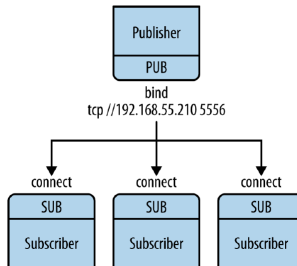 Publisher
PUB
bind
tcp //192.168.55.210 5556
connect connect connect
SUB SUB SUB
Subscriber Subscriber Subscriber